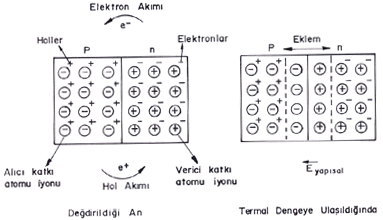 Elektron Akımı
e⁻
Holler
Elektronlar
P
n
P
Eklem
n
Alıcı katkı
atomu iyonu
e⁺
Hol Akımı
Verici katkı
atomu iyonu
E yapısal
Değdirildiği An
Termal Dengeye Ulaşıldığında